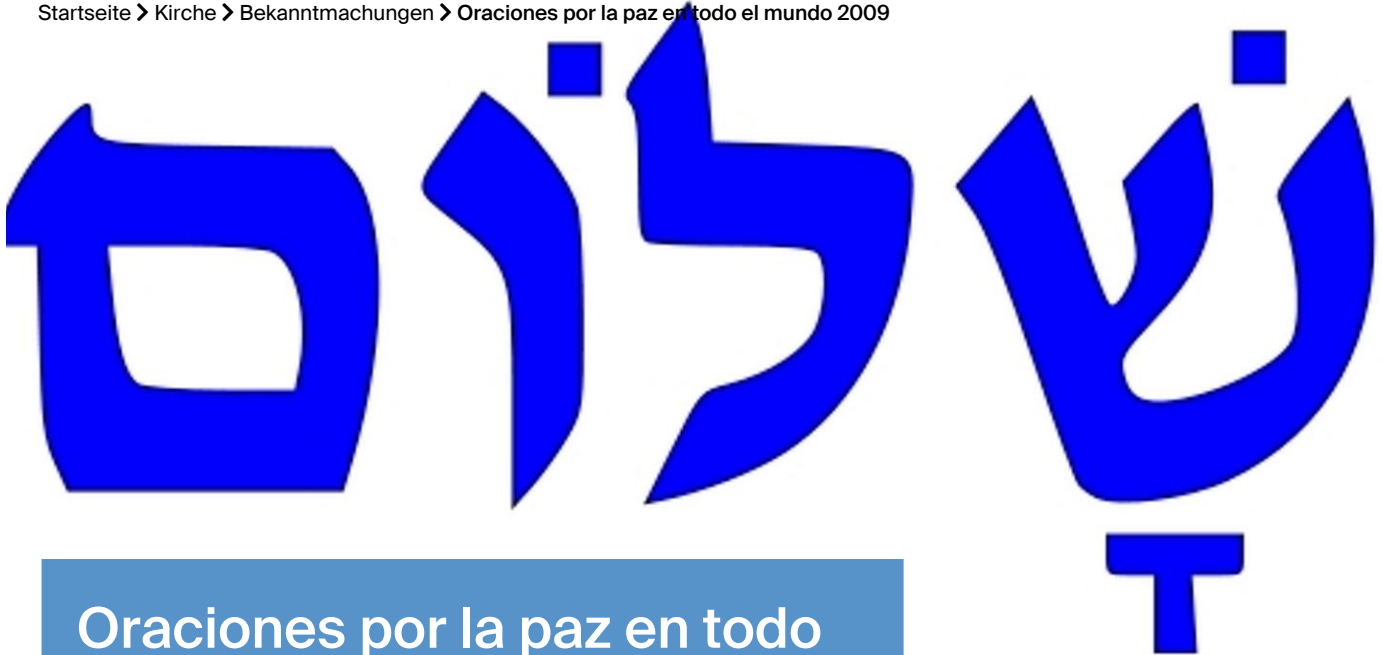 Startseite > Kirche > Bekanntmachungen > Oraciones por la paz en todo el mundo 2009
שָׁלוֹם
Oraciones por la paz en todo